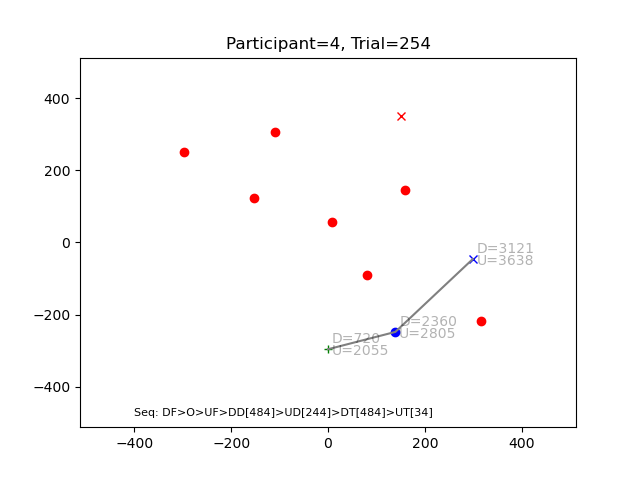 Participant=4, Trial=254
400
200
0
−200
−400
D=3121
U=3638
D=2360
U=2805
D=720
U=2055
Seq: DF>O>UF>DD[484]>UD[244]>DT[484]>UT[34]
−400 −200 0 200 400